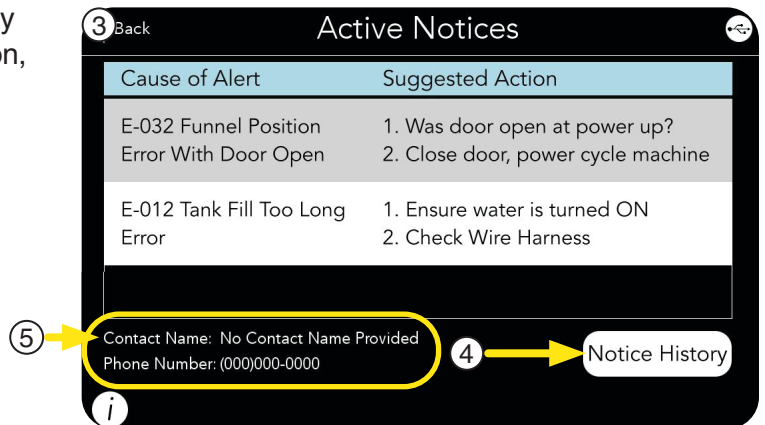 y
on,
3 Back
Active Notices
Cause of Alert Suggested Action
E-032 Funnel Position
Error With Door Open
1. Was door open at power up?
2. Close door, power cycle machine
E-012 Tank Fill Too Long
Error
1. Ensure water is turned ON
2. Check Wire Harness
5
Contact Name: No Contact Name Provided
Phone Number: (000)000-0000
4
Notice History
i